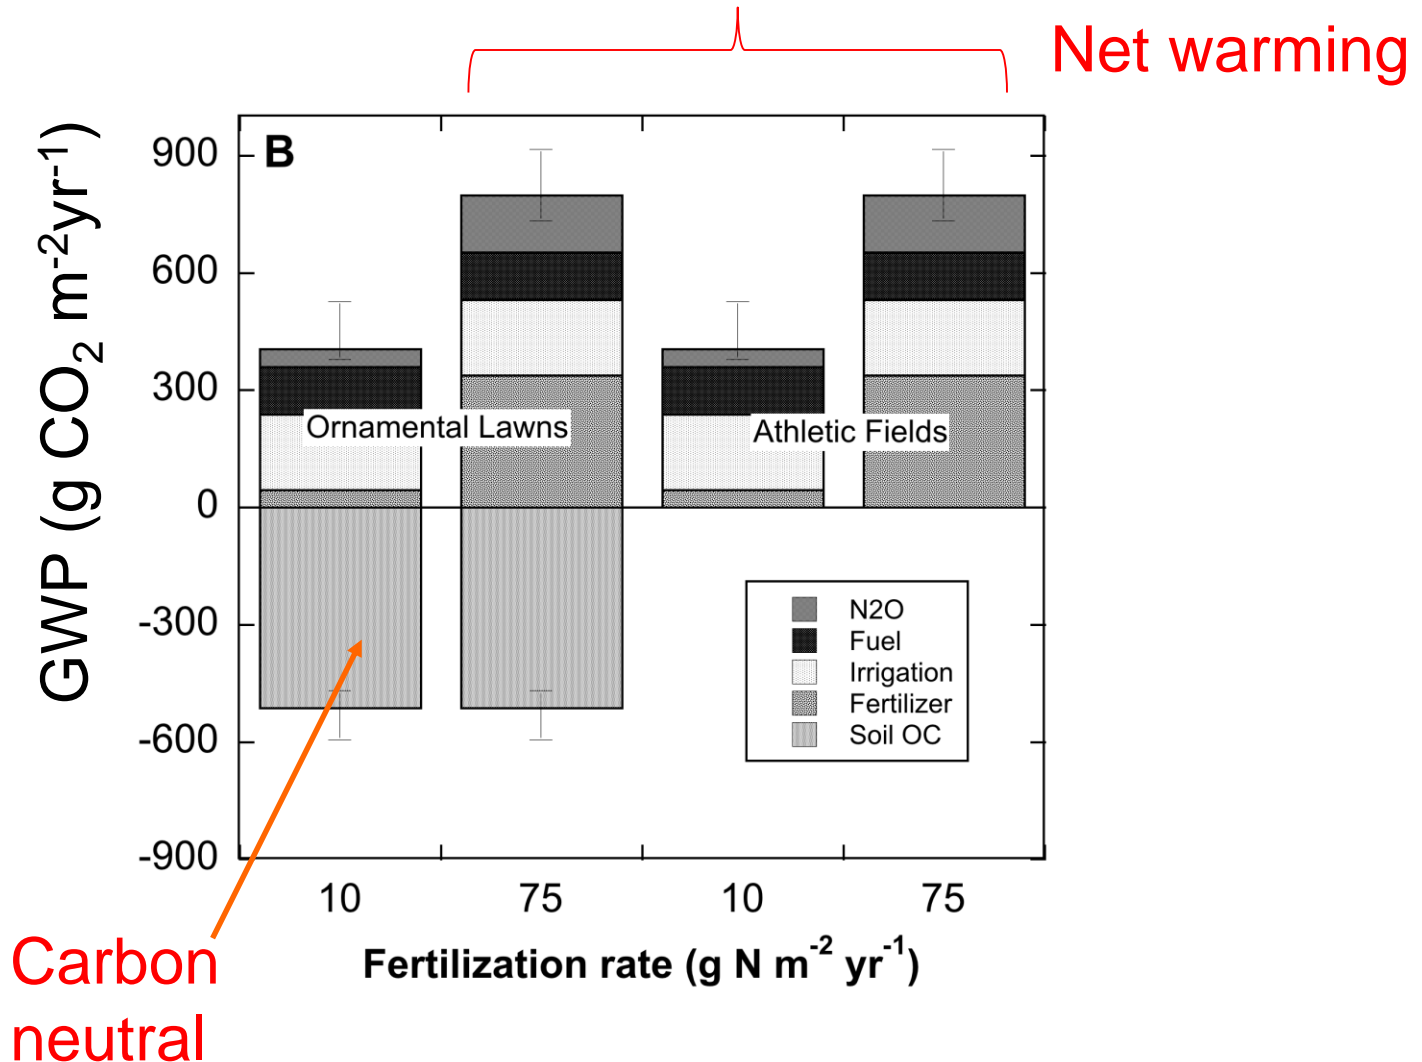 Net warming
B
GWP (g CO2 m-2yr-1)
900
600
300
0
-300
-600
-900
Ornamental Lawns
Athletic Fields
N2O
Fuel
Irrigation
Fertilizer
Soil OC
10 75 10 75
Fertilization rate (g N m-2 yr-1)
Carbon
neutral